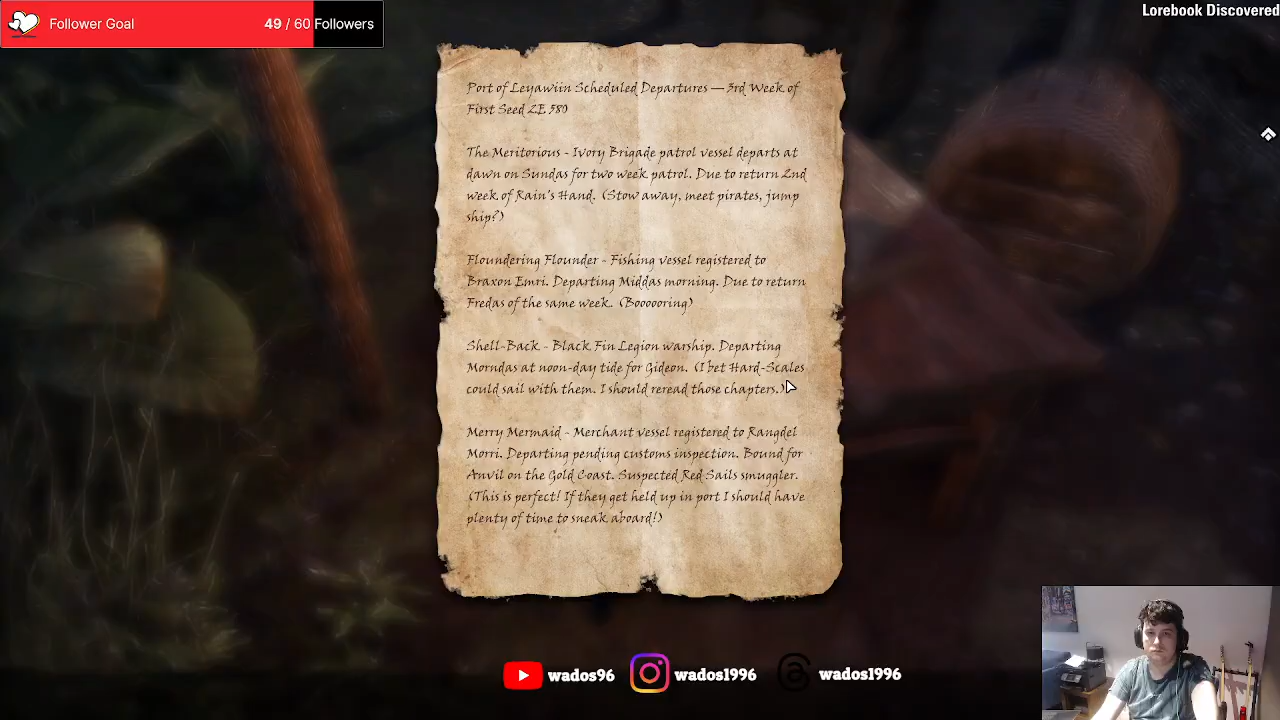 Follower Goal 49 / 60 Followers
Lorebook Discovered
Port of Leyawiin Scheduled Departures — 3rd Week of
First Seed 2E 580
The Meritorious - Ivory Brigade patrol vessel departs at
dawn on Sundas for two week patrol. Due to return 2nd
week of Rain's Hand. (Stow away, meet pirates, jump
ship?)
Floundering Flounder - Fishing vessel registered to
Braxon Emri. Departing Middas morning. Due to return
Fredas of the same week. (Boooooring)
Shell-Back - Black Fin Legion warship. Departing
Morndas at noon-day tide for Gideon. (I bet Hard-Scales
could sail with them. I should reread those chapters.)
Merry Mermaid - Merchant vessel registered to Rangdel
Morri. Departing pending customs inspection. Bound for
Anvil on the Gold Coast. Suspected Red Sails smuggler.
(This is perfect! If they get held up in port I should have
plenty of time to sneak aboard!)
wados96 wados1996 wados1996